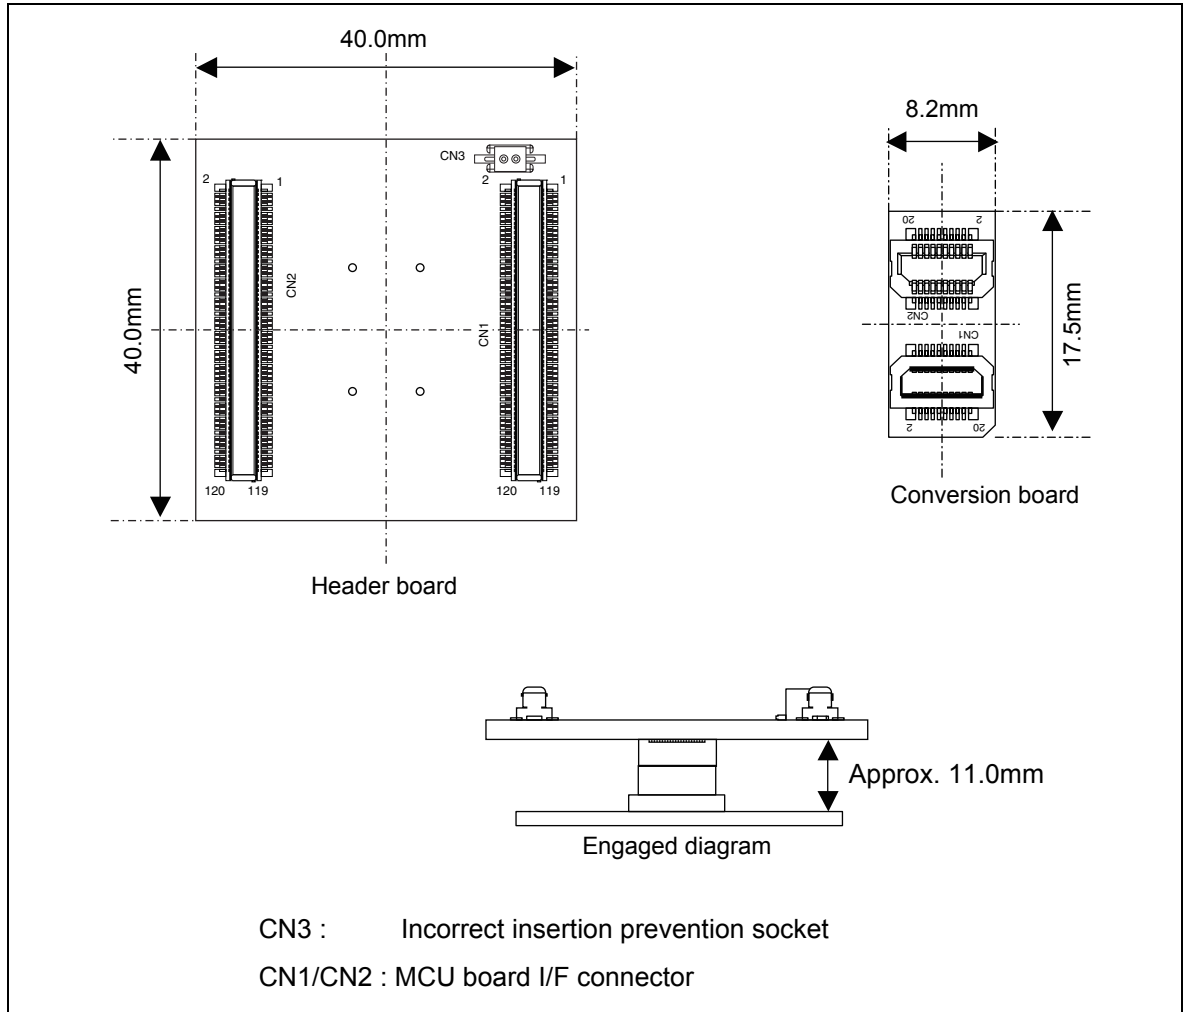 40.0mm
8.2mm
CN3
2 1
2 1
20 2
CN2
CN2
40.0mm
CN1
CN1
17.5mm
2 20
120 119
120 119
Conversion board
Header board
Approx. 11.0mm
Engaged diagram
CN3 : Incorrect insertion prevention socket
CN1/CN2 : MCU board I/F connector